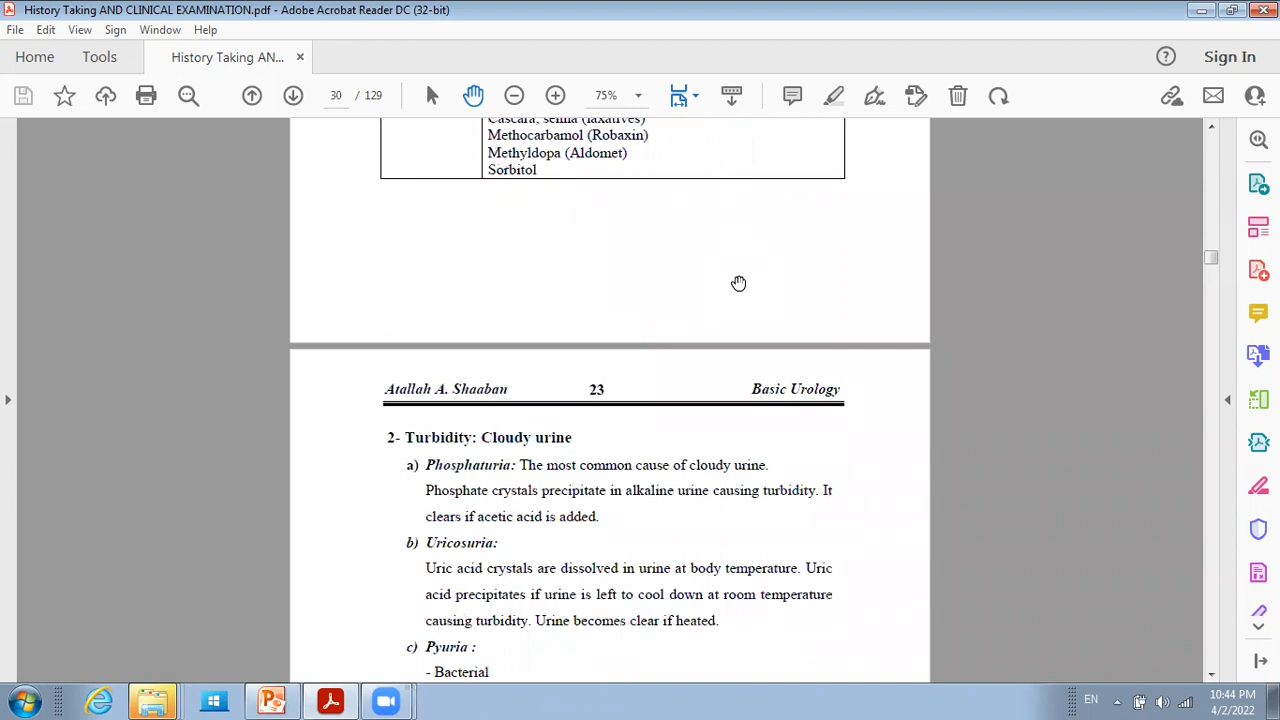 History Taking AND CLINICAL EXAMINATION.pdf - Adobe Acrobat Reader DC (32-bit)
File Edit View Sign Window Help
Home Tools History Taking AN... × Sign In
30 / 129 75%
Cascara, senna (laxatives)
Methocarbamol (Robaxin)
Methyldopa (Aldomet)
Sorbitol
Atallah A. Shaaban 23 Basic Urology
2- Turbidity: Cloudy urine
a) Phosphaturia: The most common cause of cloudy urine.
Phosphate crystals precipitate in alkaline urine causing turbidity. It
clears if acetic acid is added.
b) Uricosuria:
Uric acid crystals are dissolved in urine at body temperature. Uric
acid precipitates if urine is left to cool down at room temperature
causing turbidity. Urine becomes clear if heated.
c) Pyuria :
- Bacterial
EN 10:44 PM
4/2/2022